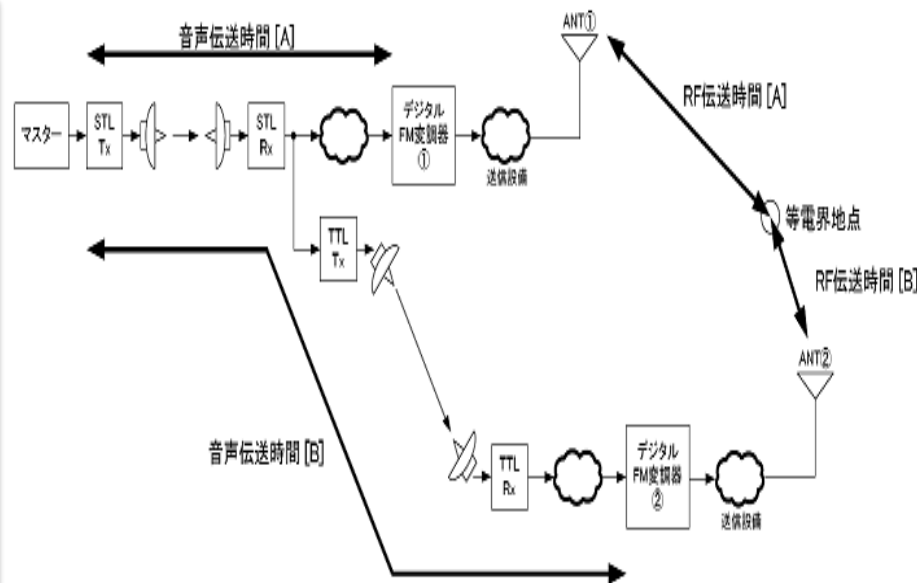 音声伝送時間 [A]
ANT①
RF伝送時間 [A]
マスター
STL
Tx
STL
Rx
デジタル
FM変調器
①
送信設備
等電界地点
TTL
Tx
RF伝送時間 [B]
ANT②
音声伝送時間 [B]
TTL
Rx
デジタル
FM変調器
②
送信設備